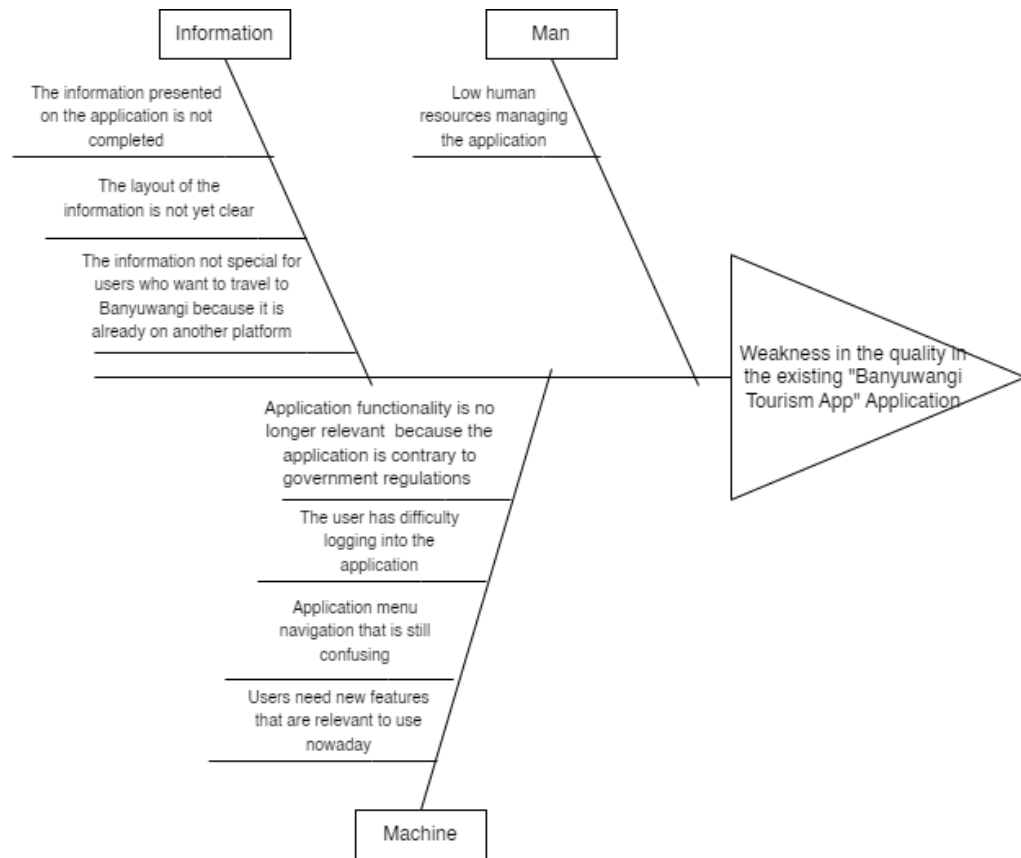 Information
Man
The information presented
on the application is not
completed
Low human
resources managing
the application
The layout of the
information is not yet clear
The information not special for
users who want to travel to
Banyuwangi because it is
already on another platform
Weakness in the quality in
the existing "Banyuwangi
Tourism App" Application
Application functionality is no
longer relevant because the
application is contrary to
government regulations
The user has difficulty
logging into the
application
Application menu
navigation that is still
confusing
Users need new features
that are relevant to use
nowaday
Machine